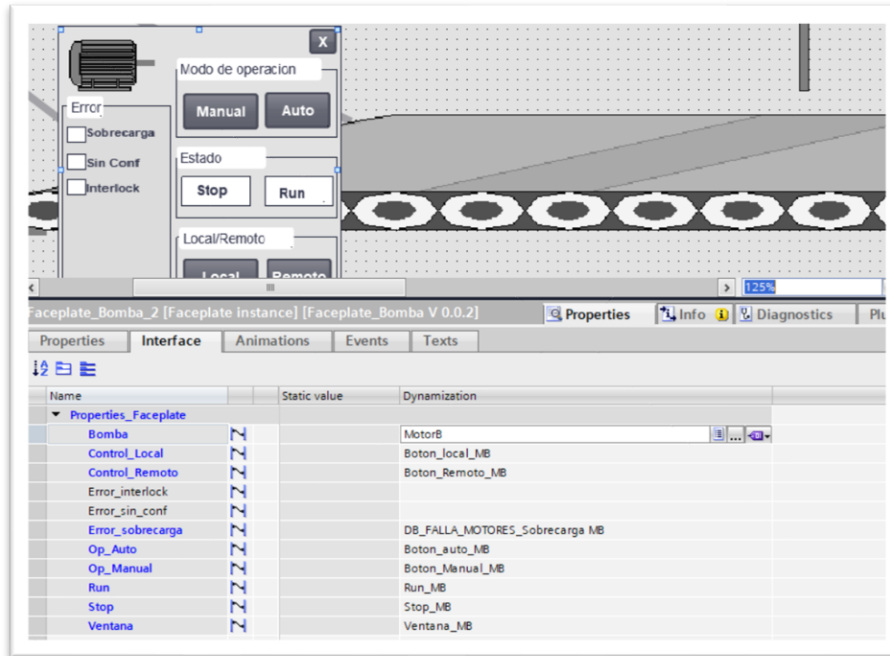 X
Modo de operacion
Manual
Auto
Error
Sobrecarga
Sin Conf
Interlock
Estado
Stop
Run
Local/Remoto
Local
Remoto
125%
Faceplate_Bomba_2 [Faceplate instance] [Faceplate_Bomba V 0.0.2]
Properties
Info
Diagnostics
Properties
Interface
Animations
Events
Texts
Name
Static value
Dynamization
Properties_Faceplate
Bomba MotorB
Control_Local Boton_local_MB
Control_Remoto Boton_Remoto_MB
Error_interlock
Error_sin_conf
Error_sobrecarga DB_FALLA_MOTORES_Sobrecarga MB
Op_Auto Boton_auto_MB
Op_Manual Boton_Manual_MB
Run Run_MB
Stop Stop_MB
Ventana Ventana_MB